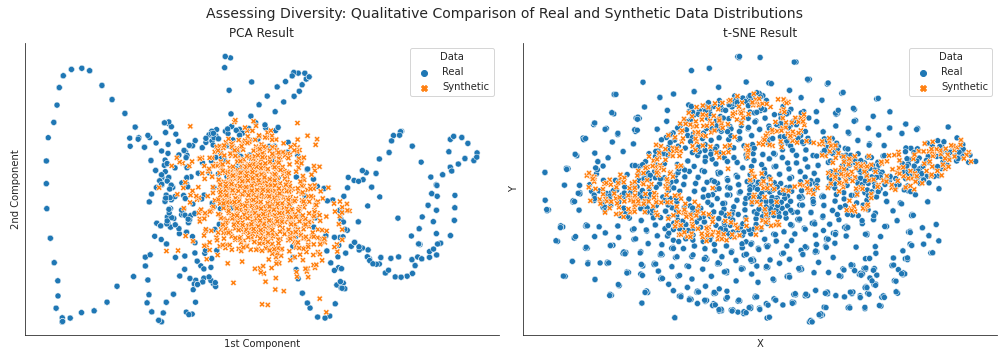 Assessing Diversity: Qualitative Comparison of Real and Synthetic Data Distributions
PCA Result
Data
Real
Synthetic
2nd Component
1st Component
t-SNE Result
Data
Real
Synthetic
Y
X